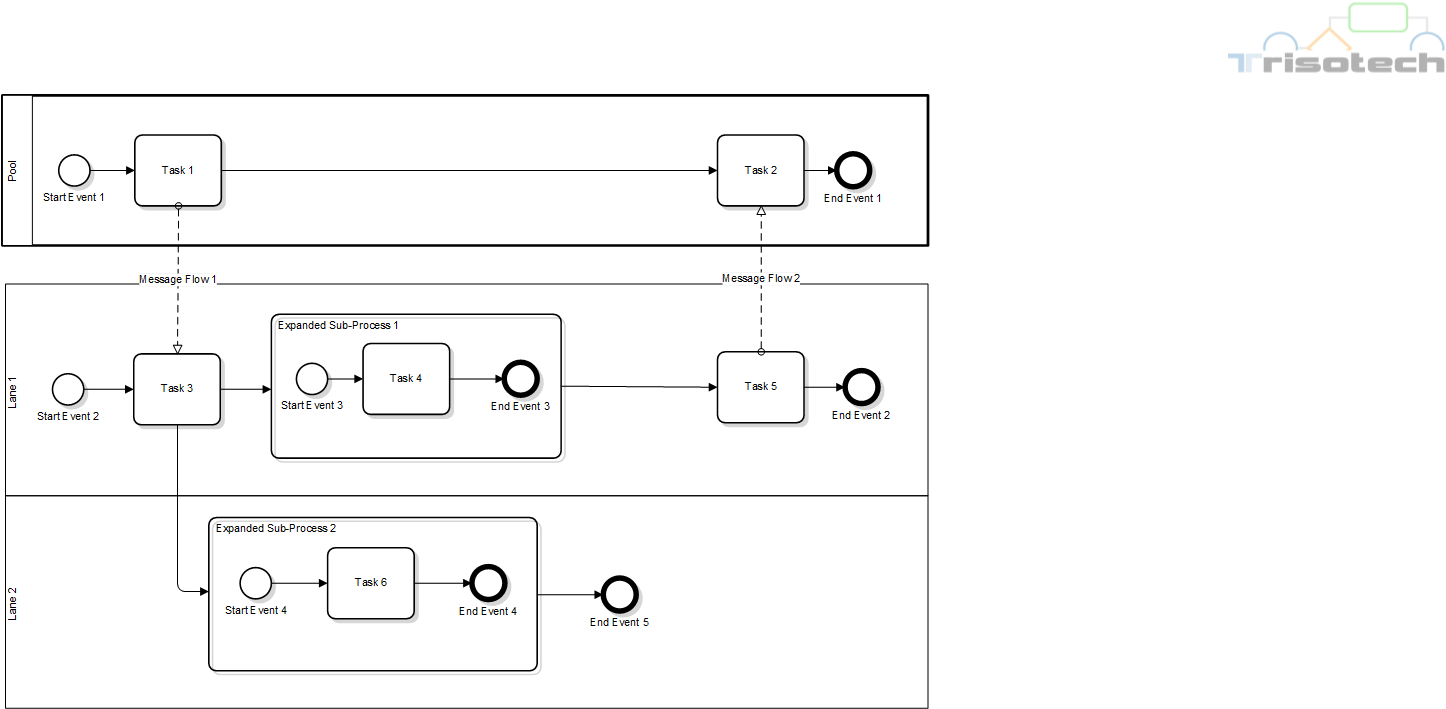 Trisotech
Pool
Start Event 1
Task 1
Task 2
End Event 1
Message Flow 1
Message Flow 2
Lane 1
Start Event 2
Task 3
Expanded Sub-Process 1
Start Event 3
Task 4
End Event 3
Task 5
End Event 2
Lane 2
Expanded Sub-Process 2
Start Event 4
Task 6
End Event 4
End Event 5